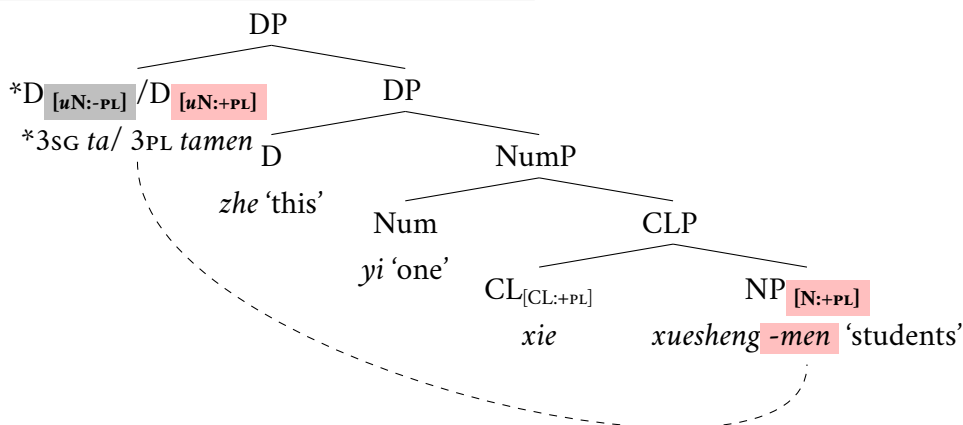 DP
*D[uN:-PL]/D[uN:+PL] DP
*3SG ta/ 3PL tamen D NumP
zhe ‘this’ Num CLP
yi ‘one’ CL[CL:+PL] NP[N:+PL]
xie xuesheng -men ‘students’